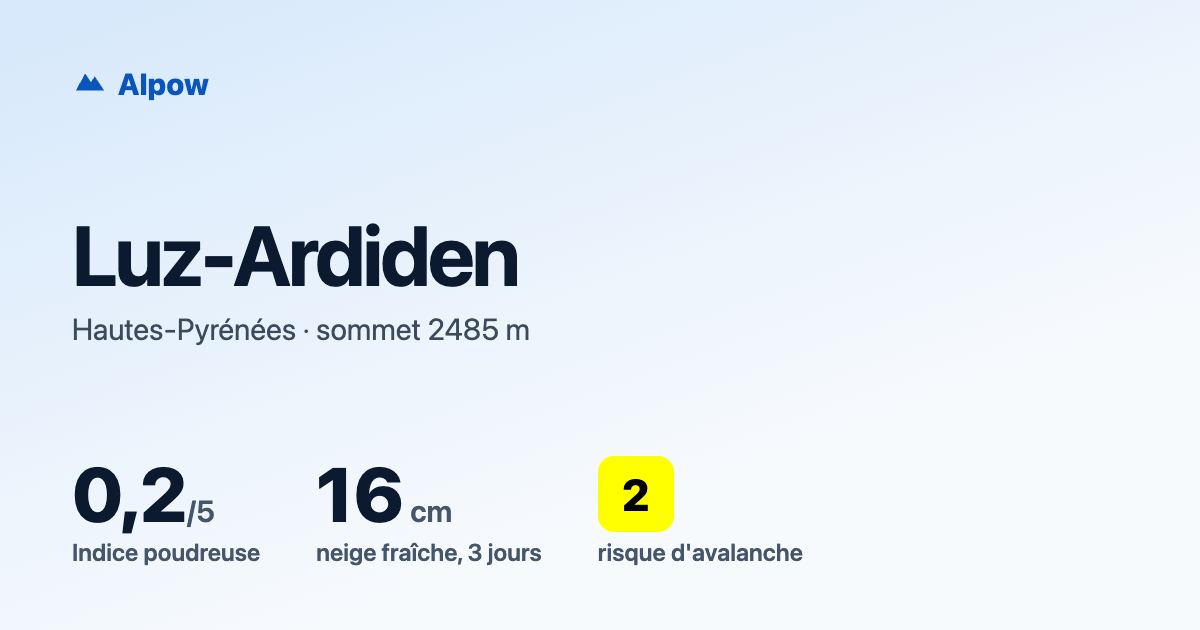 Alpow
Luz-Ardiden
Hautes-Pyrénées · sommet 2485 m
0,2/5 16 cm 2
Indice poudreuse neige fraîche, 3 jours risque d'avalanche